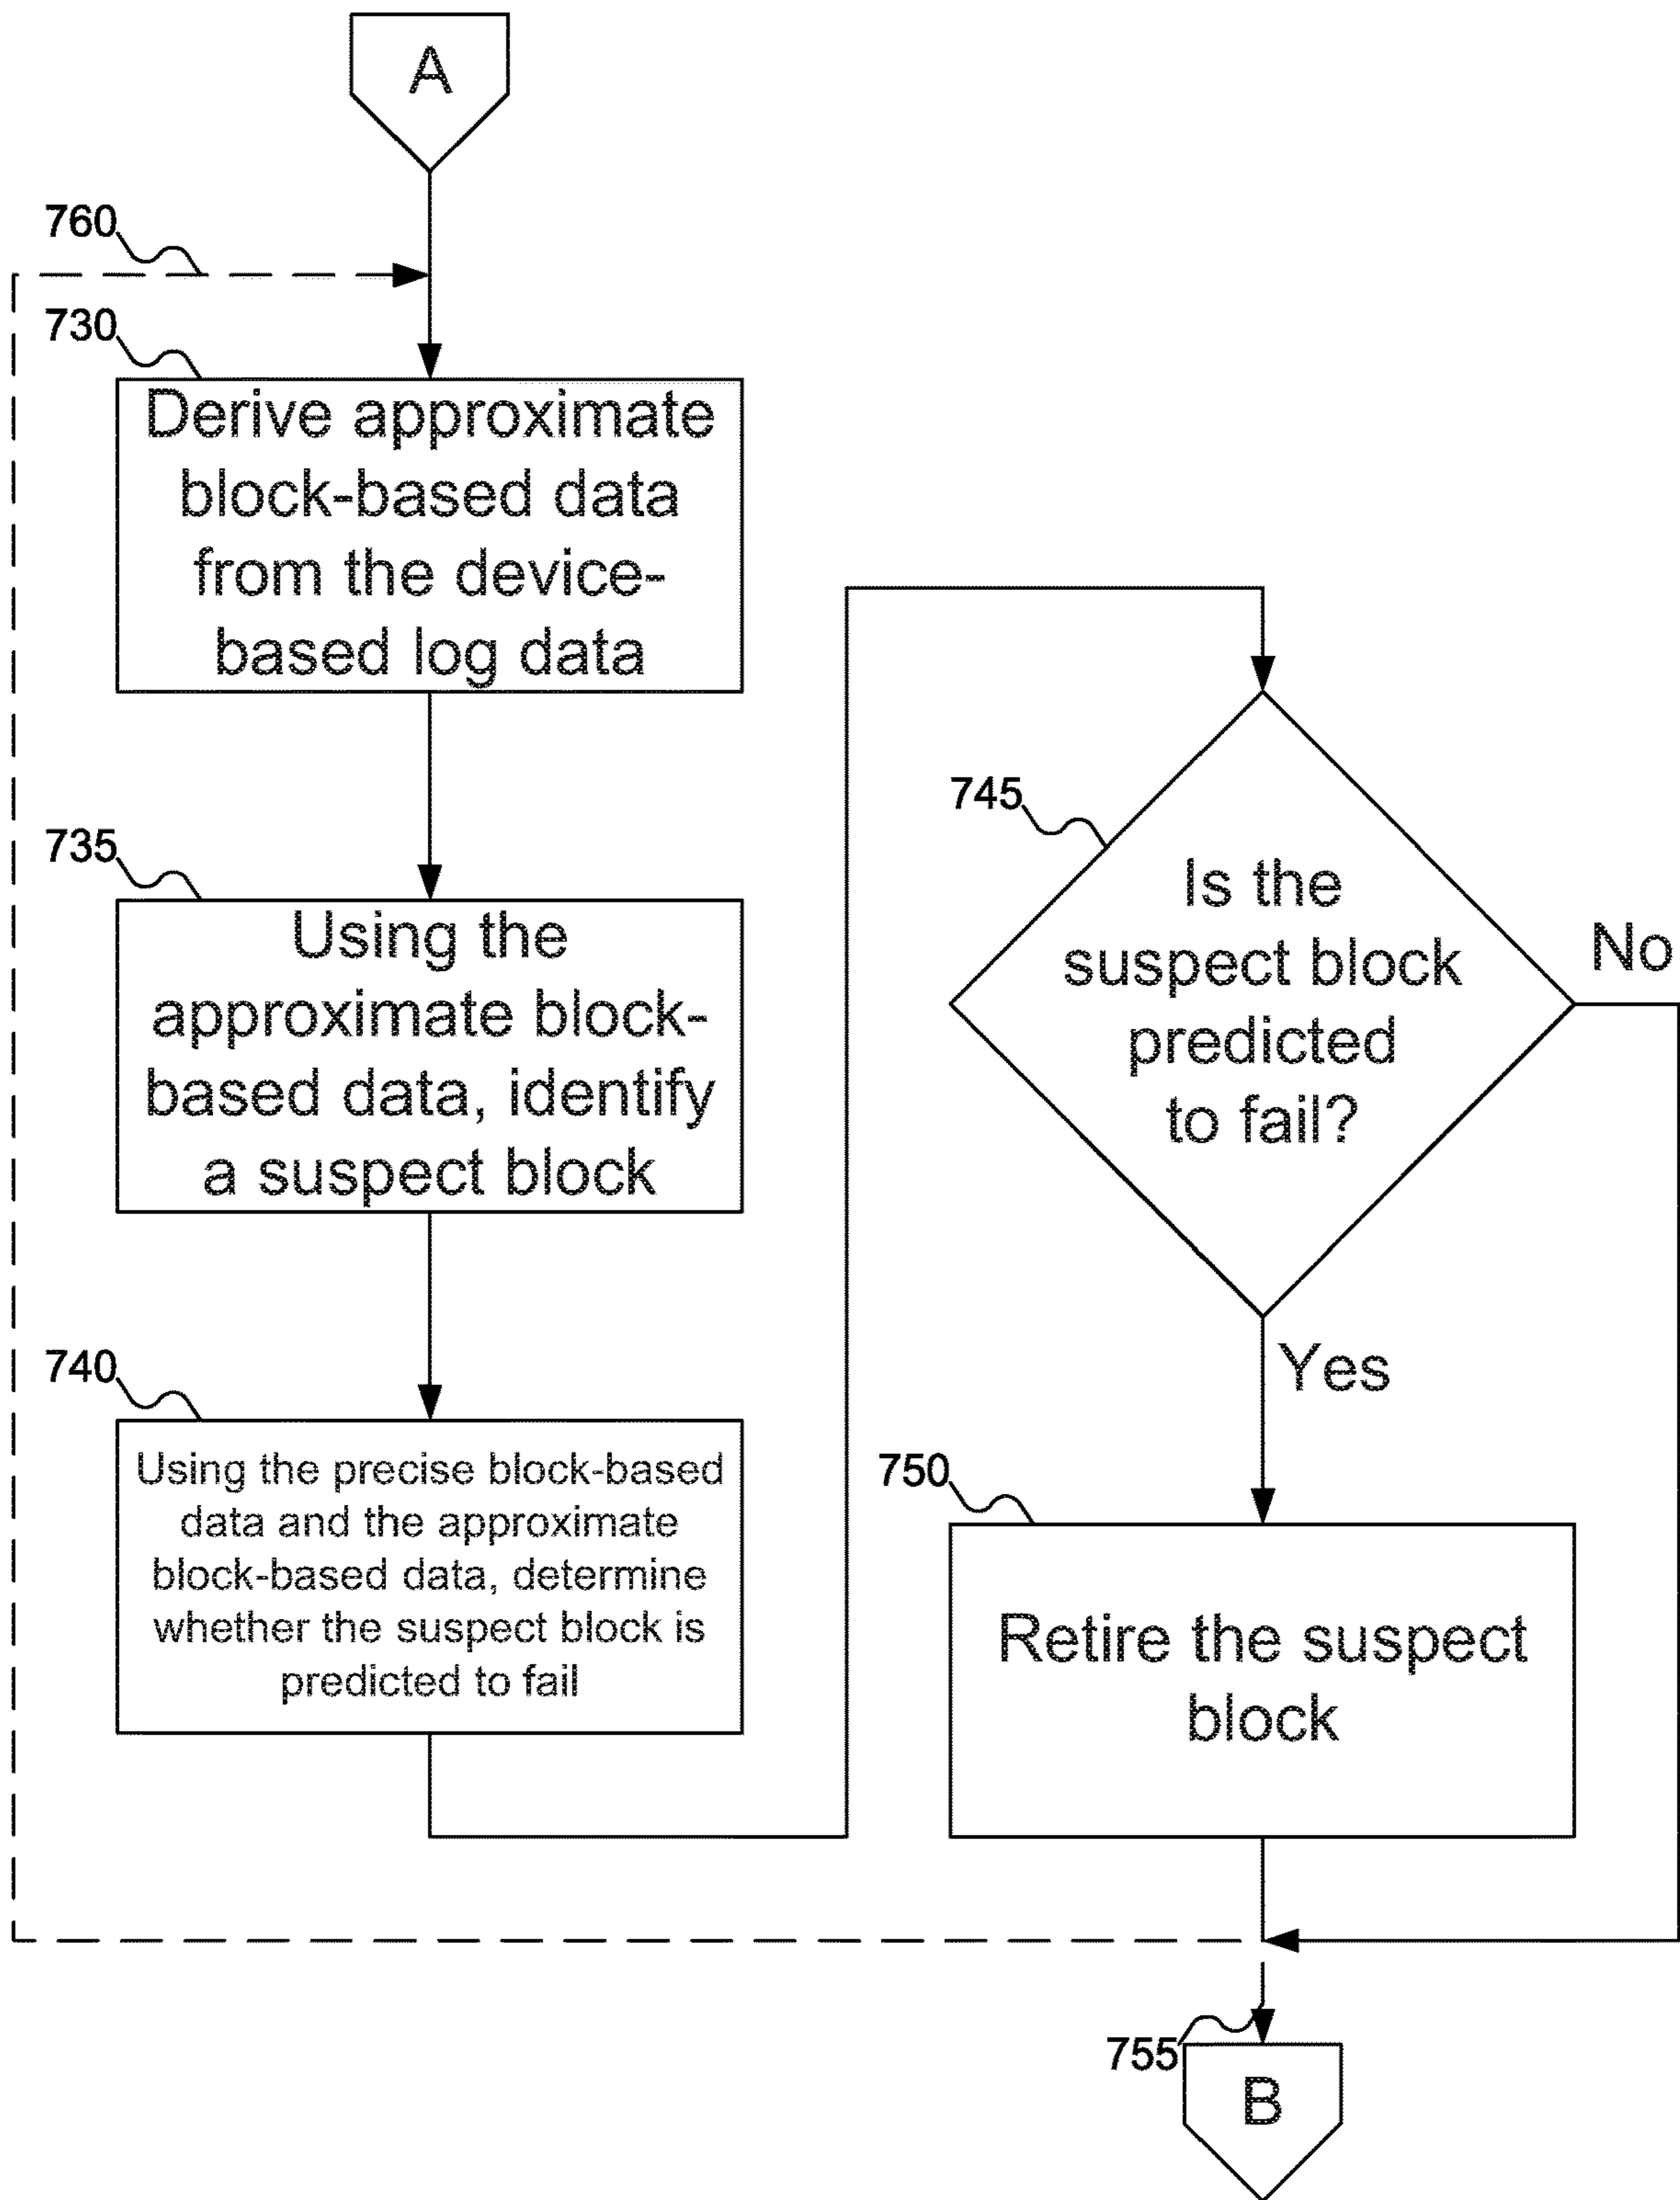 A
760
730
Derive approximate
block-based data
from the device-
based log data
735
Using the
approximate block-
based data, identify
a suspect block
740
Using the precise block-based
data and the approximate
block-based data, determine
whether the suspect block is
predicted to fail
745
Is the
suspect block
predicted
to fail?
No
Yes
750
Retire the suspect
block
755
B